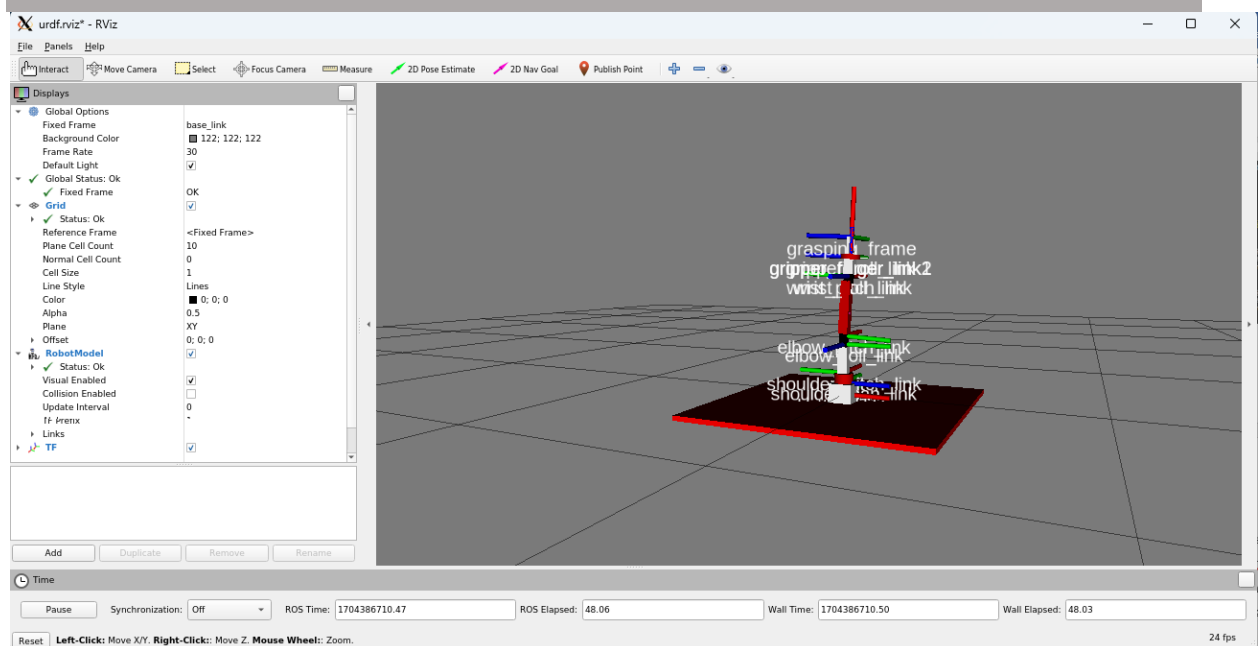 urdf.rviz* - RViz
File Panels Help
Interact Move Camera Select Focus Camera Measure 2D Pose Estimate 2D Nav Goal Publish Point
Displays
Global Options
Fixed Frame base_link
Background Color 122; 122; 122
Frame Rate 30
Default Light
Global Status: Ok
Fixed Frame OK
Grid
Status: Ok
Reference Frame <Fixed Frame>
Plane Cell Count 10
Normal Cell Count 0
Cell Size 1
Line Style Lines
Color 0; 0; 0
Alpha 0.5
Plane XY
Offset 0; 0; 0
RobotModel
Status: Ok
Visual Enabled
Collision Enabled
Update Interval 0
TF Prefix
Links
TF
grasping_frame
Add Duplicate Remove Rename
Time
Pause Synchronization: Off ROS Time: 1704386710.47 ROS Elapsed: 48.06 Wall Time: 1704386710.50 Wall Elapsed: 48.03
Reset Left-Click: Move X/Y. Right-Click:: Move Z. Mouse Wheel:: Zoom. 24 fps